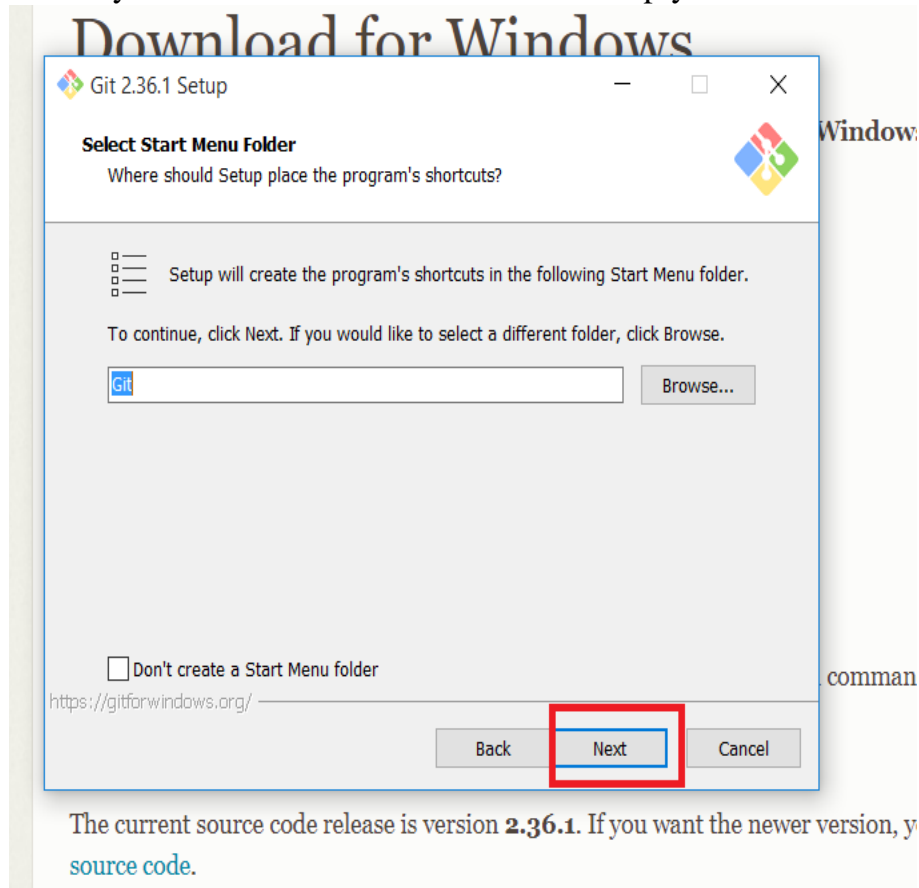 Download for Windows
Git 2.36.1 Setup
Select Start Menu Folder
Where should Setup place the program's shortcuts?
Windows
Setup will create the program's shortcuts in the following Start Menu folder.
To continue, click Next. If you would like to select a different folder, click Browse.
Git
Browse...
Don't create a Start Menu folder
https://gitforwindows.org/
comman
Back
Next
Cancel
The current source code release is version 2.36.1. If you want the newer version, y
source code.